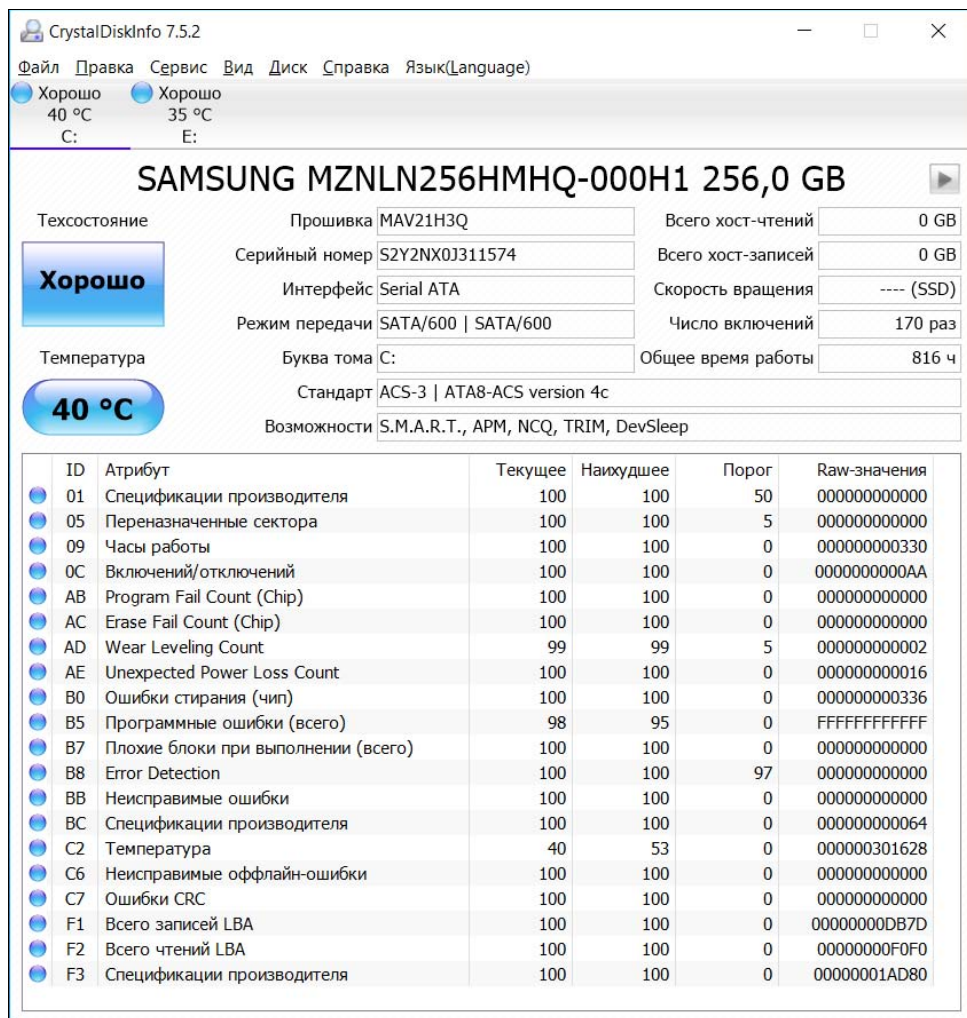 CrystalDiskInfo 7.5.2
Файл Правка Сервис Вид Диск Справка Язык(Language)
Хорошо Хорошо
40 °C 35 °C
C: E:
SAMSUNG MZNLN256HMHQ-000H1 256,0 GB
Техсостояние Прошивка MAV21H3Q Всего хост-чтений 0 GB
Серийный номер S2Y2NX0J311574 Всего хост-записей 0 GB
Хорошо Интерфейс Serial ATA Скорость вращения ---- (SSD)
Режим передачи SATA/600 | SATA/600 Число включений 170 раз
Температура Буква тома C: Общее время работы 816 ч
Стандарт ACS-3 | ATA8-ACS version 4c
40 °C Возможности S.M.A.R.T., APM, NCQ, TRIM, DevSleep
ID Атрибут Текущее Наихудшее Порог Raw-значения
01 Спецификации производителя 100 100 50 000000000000
05 Переназначенные сектора 100 100 5 000000000000
09 Часы работы 100 100 0 000000000330
0C Включений/отключений 100 100 0 0000000000AA
AB Program Fail Count (Chip) 100 100 0 000000000000
AC Erase Fail Count (Chip) 100 100 0 000000000000
AD Wear Leveling Count 99 99 5 000000000002
AE Unexpected Power Loss Count 100 100 0 000000000016
B0 Ошибки стирания (чип) 100 100 0 000000000336
B5 Программные ошибки (всего) 98 95 0 FFFFFFFFFFFF
B7 Плохие блоки при выполнении (всего) 100 100 0 000000000000
B8 Error Detection 100 100 97 000000000000
BB Неисправимые ошибки 100 100 0 000000000000
BC Спецификации производителя 100 100 0 000000000064
C2 Температура 40 53 0 000000301628
C6 Неисправимые оффлайн-ошибки 100 100 0 000000000000
C7 Ошибки CRC 100 100 0 000000000000
F1 Всего записей LBA 100 100 0 00000000DB7D
F2 Всего чтений LBA 100 100 0 00000000F0F0
F3 Спецификации производителя 100 100 0 00000001AD80